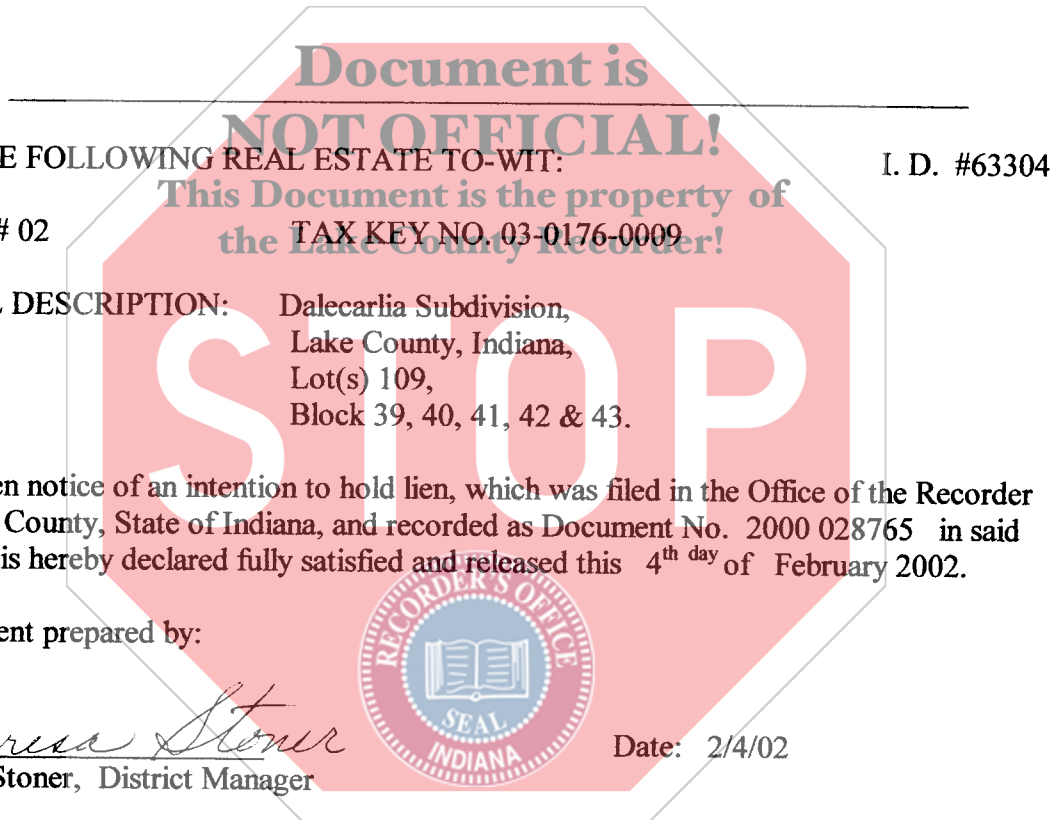 Document is
NOT OFFICIAL!
E FOLLOWING REAL ESTATE TO-WIT: I. D. #63304
This Document is the property of
# 02 TAX KEY NO. 03-0176-0009
the Lake County Recorder!
DESCRIPTION: Dalecarlia Subdivision,
Lake County, Indiana,
Lot(s) 109,
Block 39, 40, 41, 42 & 43.
STOP
en notice of an intention to hold lien, which was filed in the Office of the Recorder
County, State of Indiana, and recorded as Document No. 2000 028765 in said
is hereby declared fully satisfied and released this 4th day of February 2002.
RECORDER'S OFFICE
ent prepared by:
SEAL
INDIANA
resa Stoner Date: 2/4/02
Stoner, District Manager